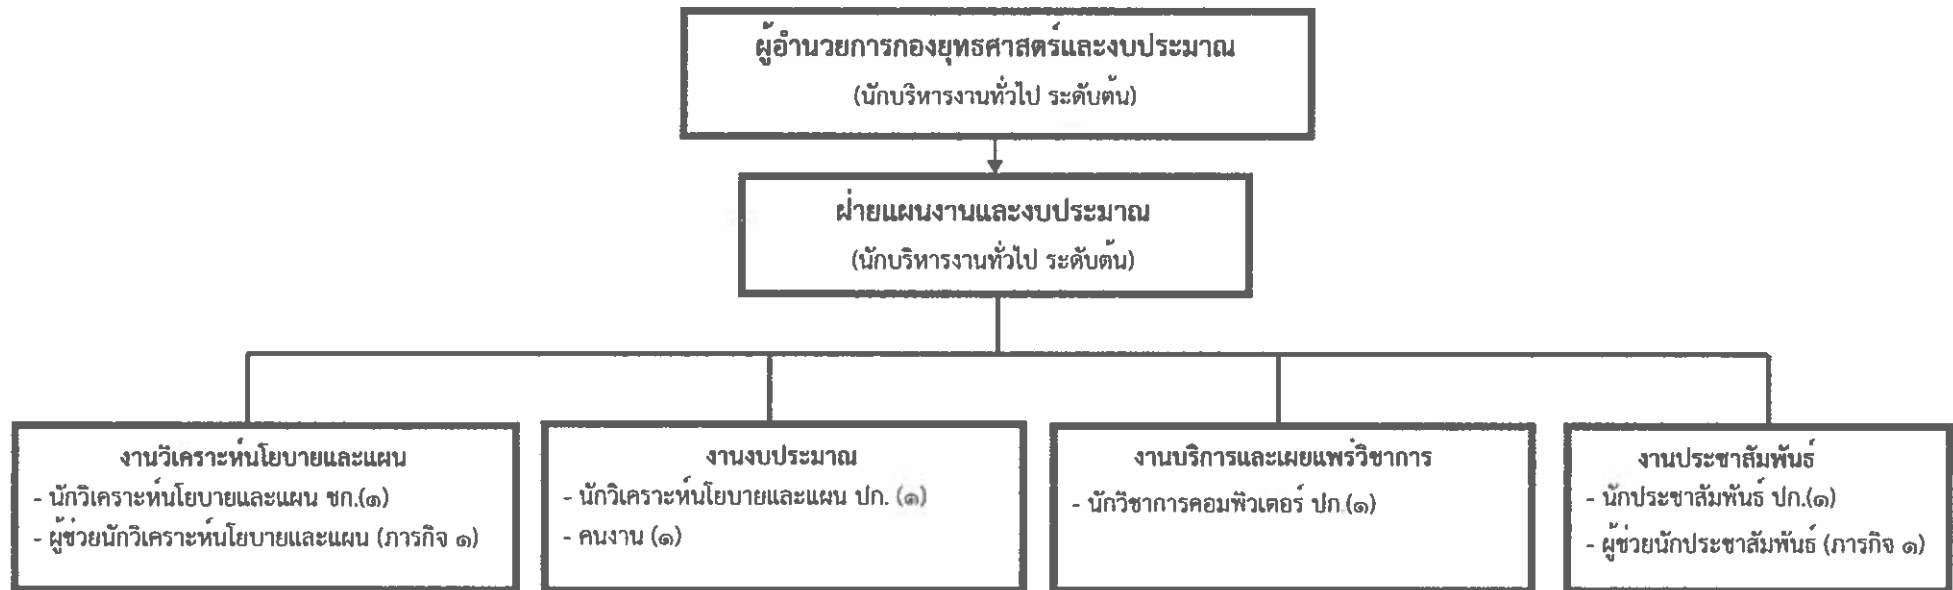 ผู้อำนวยการกองยุทธศาสตร์และงบประมาณ
(นักบริหารงานทั่วไป ระดับต้น)
ฝ่ายแผนงานและงบประมาณ
(นักบริหารงานทั่วไป ระดับต้น)
งานวิเคราะห์นโยบายและแผน
- นักวิเคราะห์นโยบายและแผน ชก.(๑)
- ผู้ช่วยนักวิเคราะห์นโยบายและแผน (ภารกิจ ๑)
งานงบประมาณ
- นักวิเคราะห์นโยบายและแผน ปก. (๑)
- คนงาน (๑)
งานบริการและเผยแพร่วิชาการ
- นักวิชาการคอมพิวเตอร์ ปก.(๑)
งานประชาสัมพันธ์
- นักประชาสัมพันธ์ ปก.(๑)
- ผู้ช่วยนักประชาสัมพันธ์ (ภารกิจ ๑)